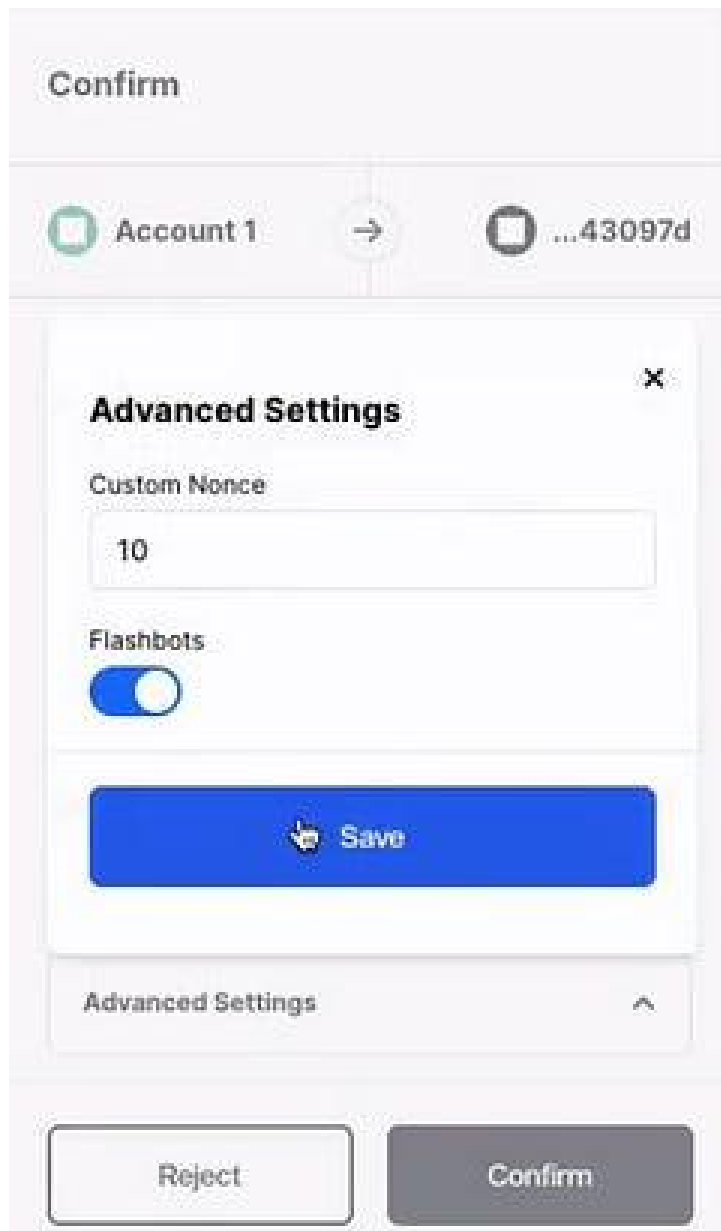 Confirm
Account 1 → ...43097d
Advanced Settings
Custom Nonce
10
Flashbots
Save
Advanced Settings
Reject Confirm